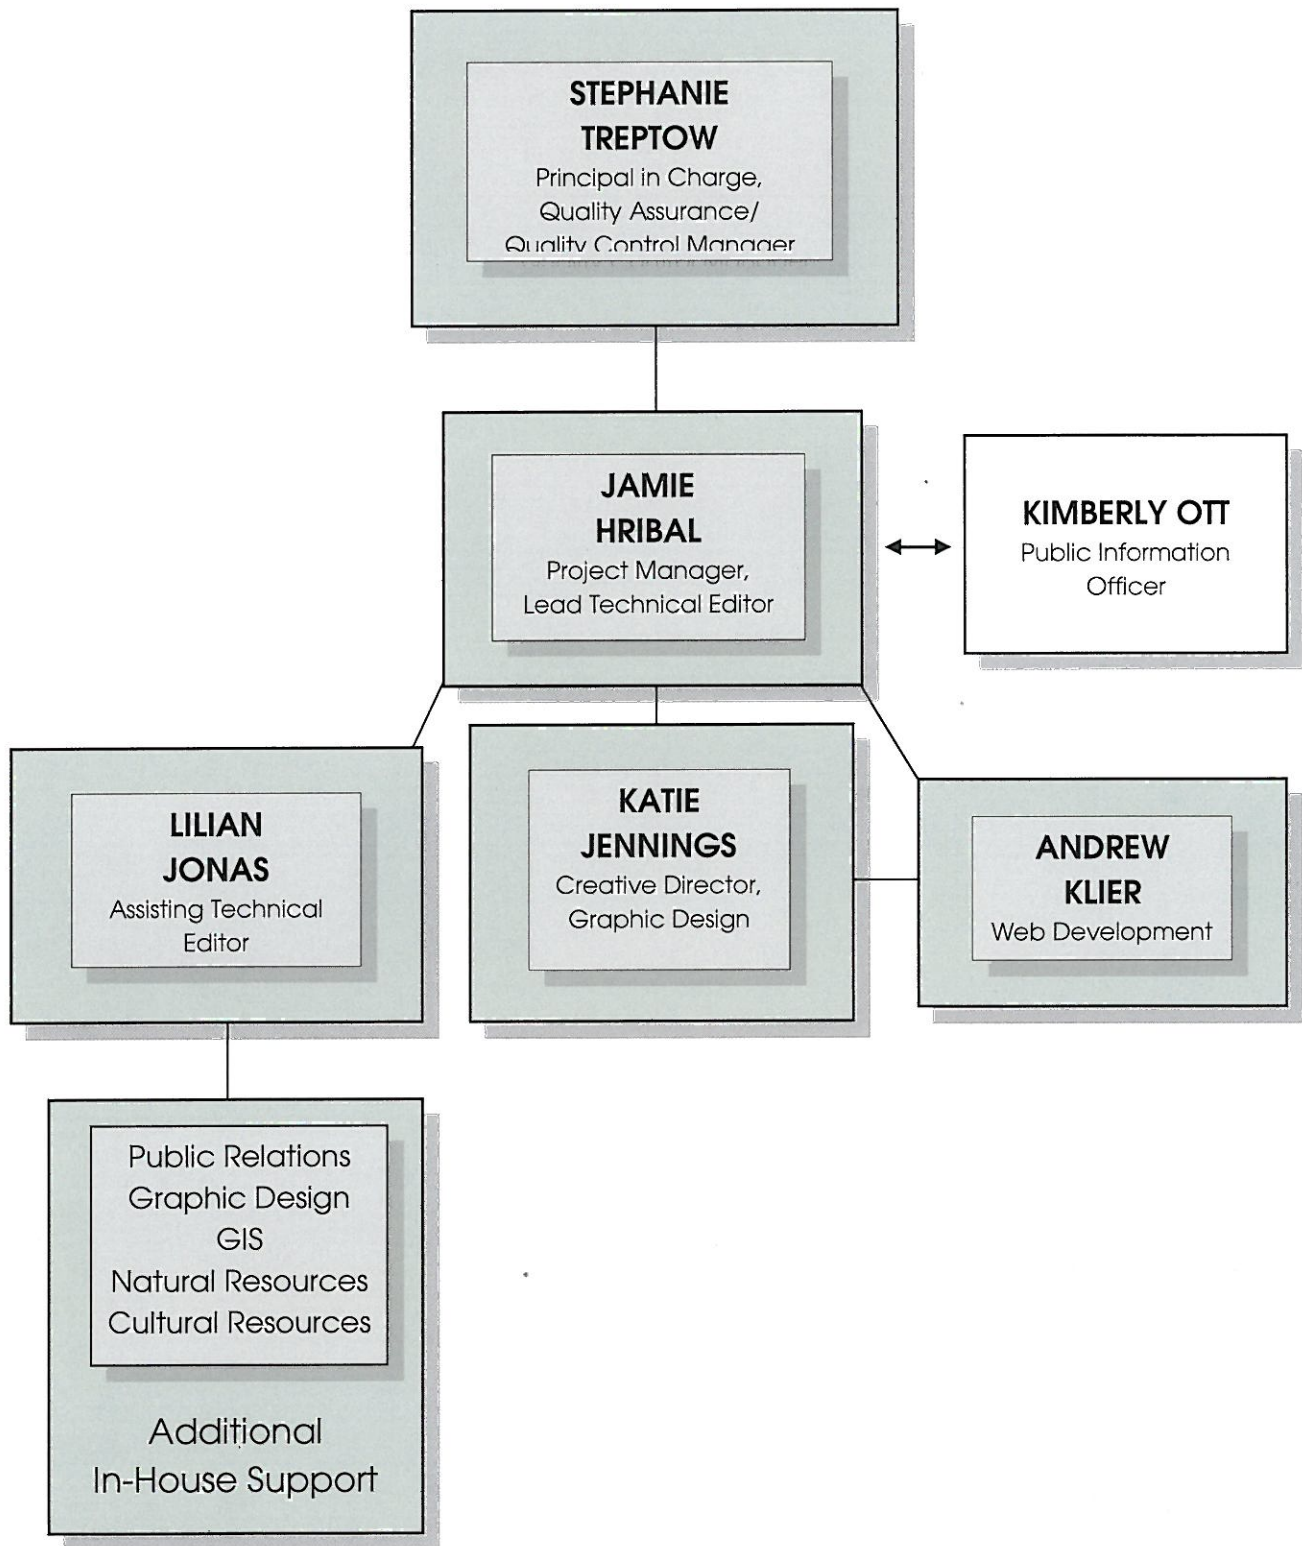 STEPHANIE
TREPTOW
Principal in Charge,
Quality Assurance/
Quality Control Manager
JAMIE
HRIBAL
Project Manager,
Lead Technical Editor
KIMBERLY OTT
Public Information
Officer
LILIAN
JONAS
Assisting Technical
Editor
KATIE
JENNINGS
Creative Director,
Graphic Design
ANDREW
KLIER
Web Development
Public Relations
Graphic Design
GIS
Natural Resources
Cultural Resources
Additional
In-House Support